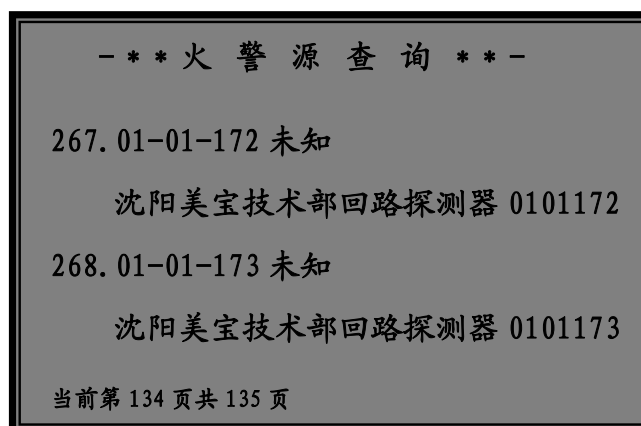 -**火 警 源 查 询 **-
267.01-01-172 未知
沈阳美宝技术部回路探测器 0101172
268.01-01-173 未知
沈阳美宝技术部回路探测器 0101173
当前第 134 页共 135 页